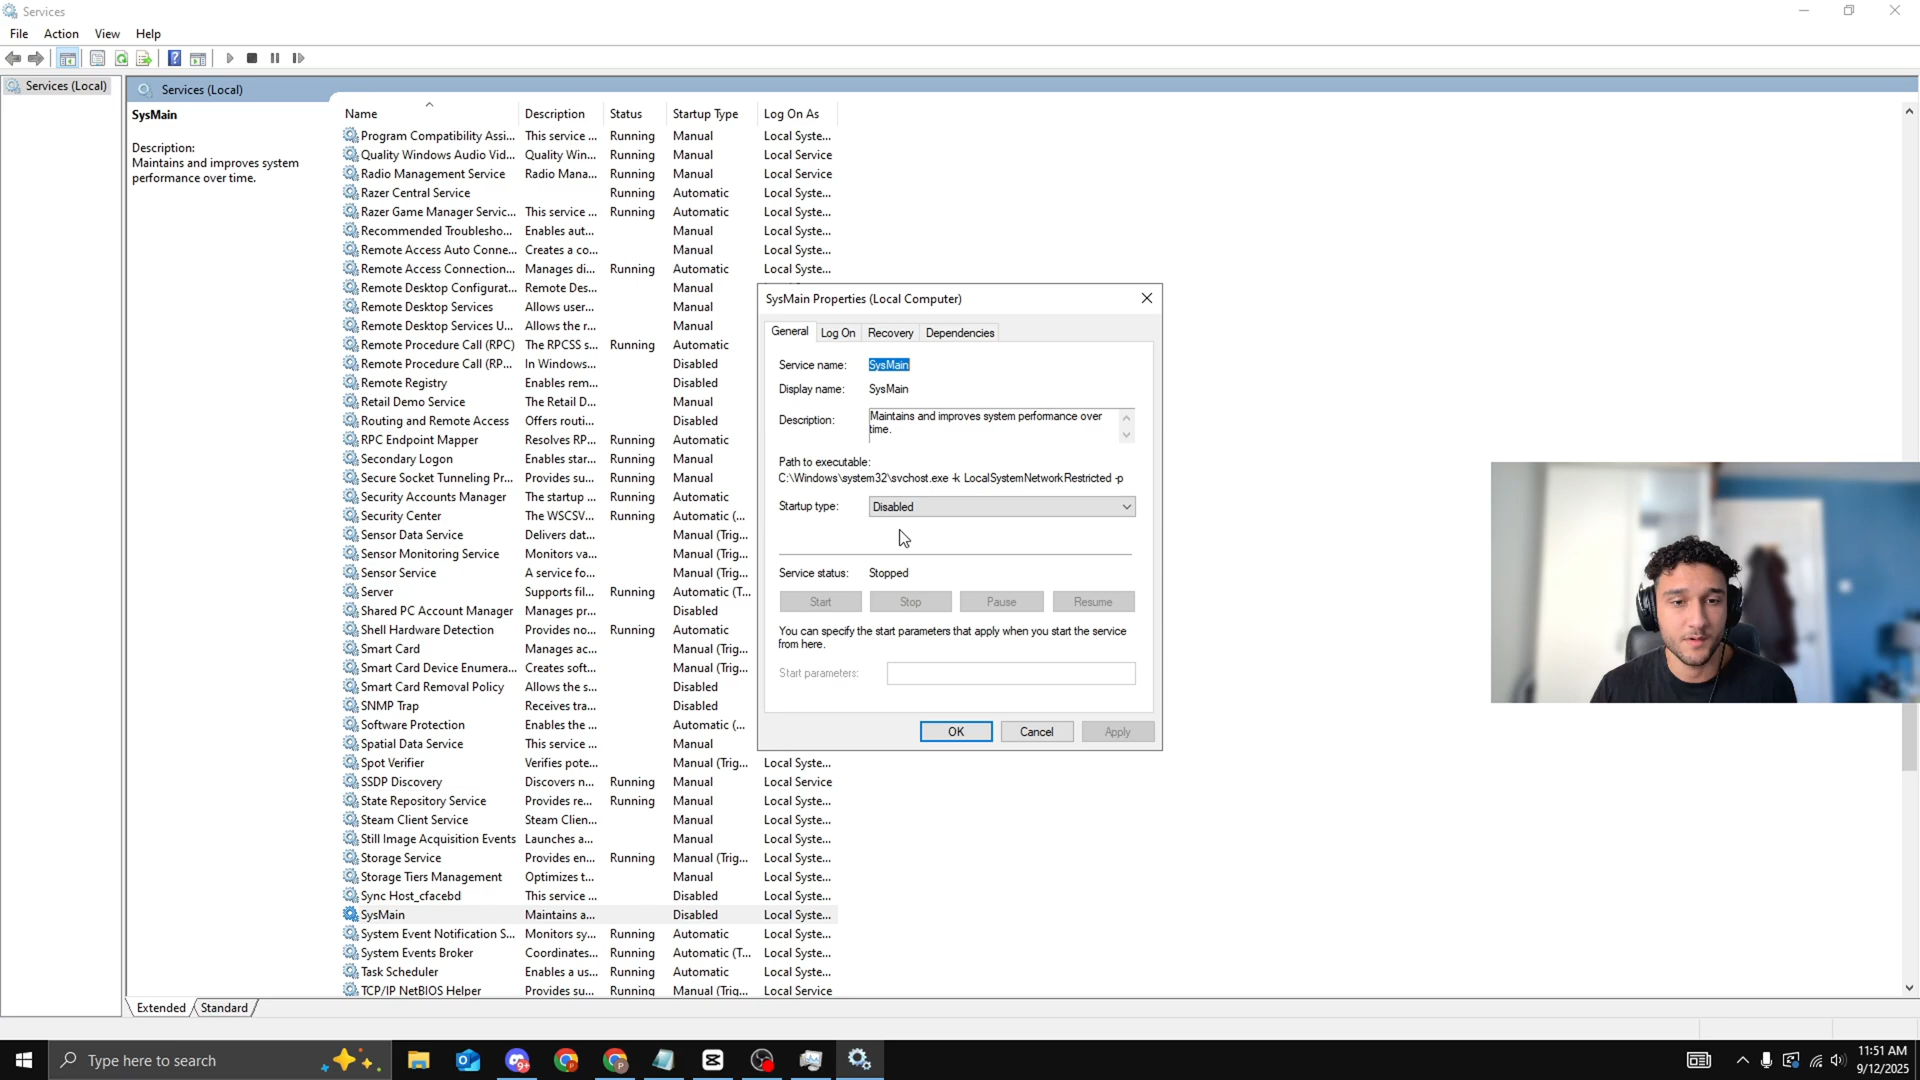 Services
File Action View Help
Services (Local)
Services (Local)
SysMain
Description:
Maintains and improves system
performance over time.
Name Description Status Startup Type Log On As
Program Compatibility Assi... This service ... Running Manual Local Syste...
Quality Windows Audio Vid... Quality Win... Running Manual Local Service
Radio Management Service Radio Mana... Running Manual Local Service
Razer Central Service Running Automatic Local Syste...
Razer Game Manager Servic... This service ... Running Automatic Local Syste...
Recommended Troublesho... Enables aut... Manual Local Syste...
Remote Access Auto Conne... Creates a co... Manual Local Syste...
Remote Access Connection... Manages di... Running Automatic Local Syste...
Remote Desktop Configurat... Remote Des... Manual
Remote Desktop Services Allows user... Manual
Remote Desktop Services U... Allows the r... Manual
Remote Procedure Call (RPC) The RPCSS s... Running Automatic
Remote Procedure Call (RP... In Windows... Disabled
Remote Registry Enables rem... Disabled
Retail Demo Service The Retail D... Manual
Routing and Remote Access Offers routi... Disabled
RPC Endpoint Mapper Resolves RP... Running Automatic
Secondary Logon Enables star... Running Manual
Secure Socket Tunneling Pr... Provides su... Running Manual
Security Accounts Manager The startup ... Running Automatic
Security Center The WSCSV... Running Automatic (...
Sensor Data Service Delivers dat... Manual (Trig...
Sensor Monitoring Service Monitors va... Manual (Trig...
Sensor Service A service fo... Manual (Trig...
Server Supports fil... Running Automatic (T...
Shared PC Account Manager Manages pr... Disabled
Shell Hardware Detection Provides no... Running Automatic
Smart Card Manages ac... Manual (Trig...
Smart Card Device Enumera... Creates soft... Manual (Trig...
Smart Card Removal Policy Allows the s... Disabled
SNMP Trap Receives tra... Disabled
Software Protection Enables the ... Automatic (...
Spatial Data Service This service ... Manual
Spot Verifier Verifies pote... Manual (Trig... Local Syste...
SSDP Discovery Discovers n... Running Manual Local Service
State Repository Service Provides re... Running Manual Local Syste...
Steam Client Service Steam Clien... Manual Local Syste...
Still Image Acquisition Events Launches a... Manual Local Syste...
Storage Service Provides en... Running Manual (Trig... Local Syste...
Storage Tiers Management Optimizes t... Manual Local Syste...
Sync Host_cfacebd This service ... Disabled Local Syste...
SysMain Maintains a... Disabled Local Syste...
System Event Notification S... Monitors sy... Running Automatic Local Syste...
System Events Broker Coordinates... Running Automatic (T... Local Syste...
Task Scheduler Enables a us... Running Automatic Local Syste...
TCP/IP NetBIOS Helper Provides su... Running Manual (Trig... Local Service
Extended Standard
SysMain Properties (Local Computer)
General Log On Recovery Dependencies
Service name: SysMain
Display name: SysMain
Description: Maintains and improves system performance over
time.
Path to executable:
C:\Windows\system32\svchost.exe -k LocalSystemNetworkRestricted -p
Startup type: Disabled
Service status: Stopped
Start Stop Pause Resume
You can specify the start parameters that apply when you start the service
from here.
Start parameters:
OK Cancel Apply
Type here to search
9+
11:51 AM
9/12/2025